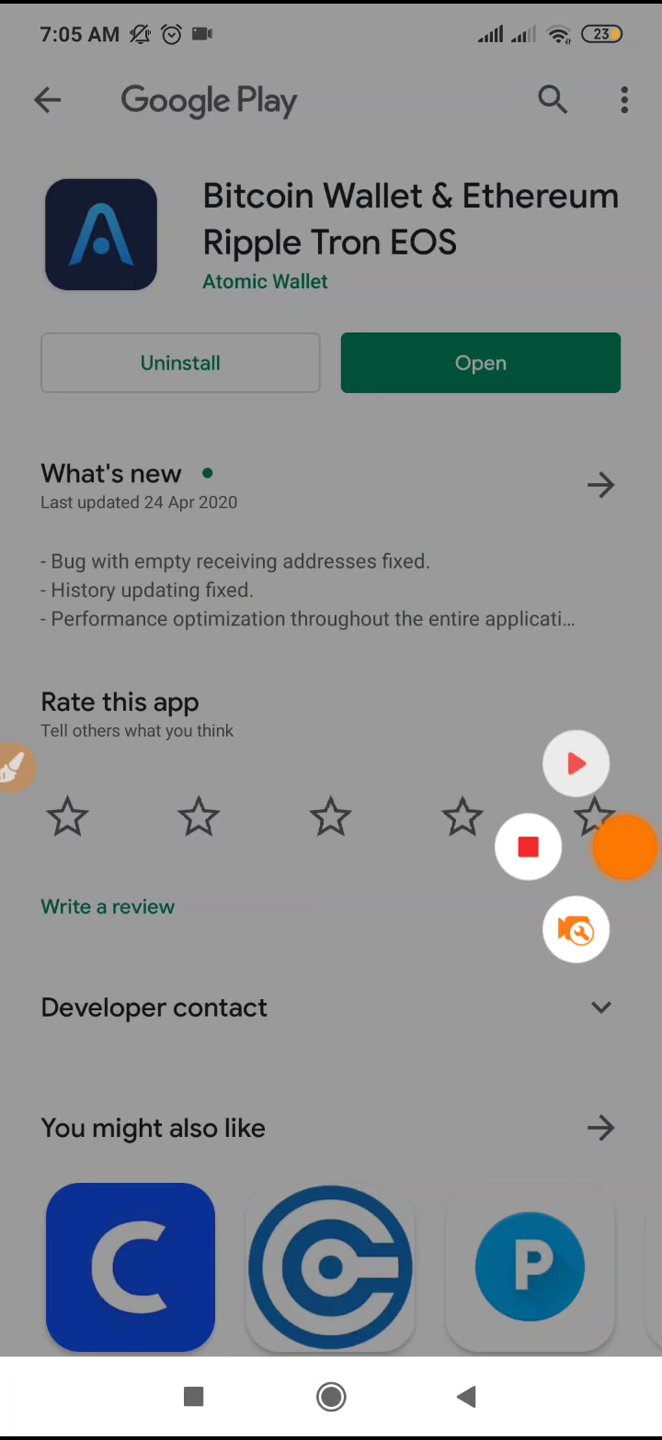 7:05 AM
23
Google Play
Bitcoin Wallet & Ethereum
Ripple Tron EOS
Atomic Wallet
Uninstall
Open
What's new
Last updated 24 Apr 2020
- Bug with empty receiving addresses fixed.
- History updating fixed.
- Performance optimization throughout the entire applicati...
Rate this app
Tell others what you think
Write a review
Developer contact
You might also like
C
P